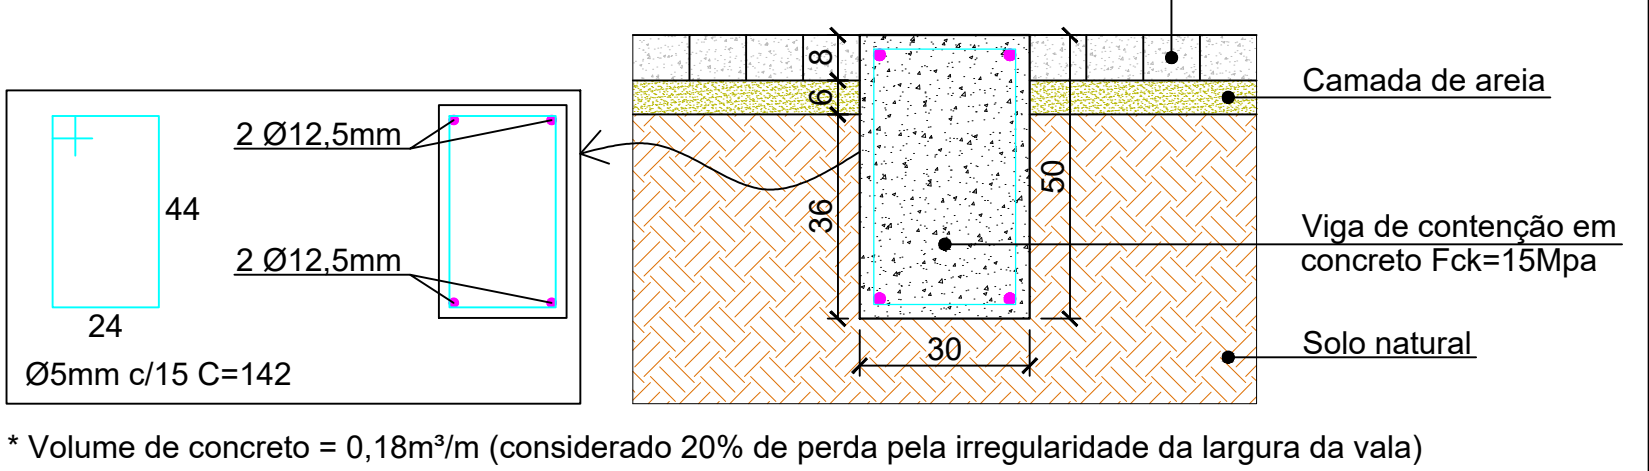 2 Ø12,5mm
44
2 Ø12,5mm
24
Ø5mm c/15 C=142
8
6
36
50
30
Camada de areia
Viga de contenção em
concreto Fck=15Mpa
Solo natural
* Volume de concreto = 0,18m³/m (considerado 20% de perda pela irregularidade da largura da vala)